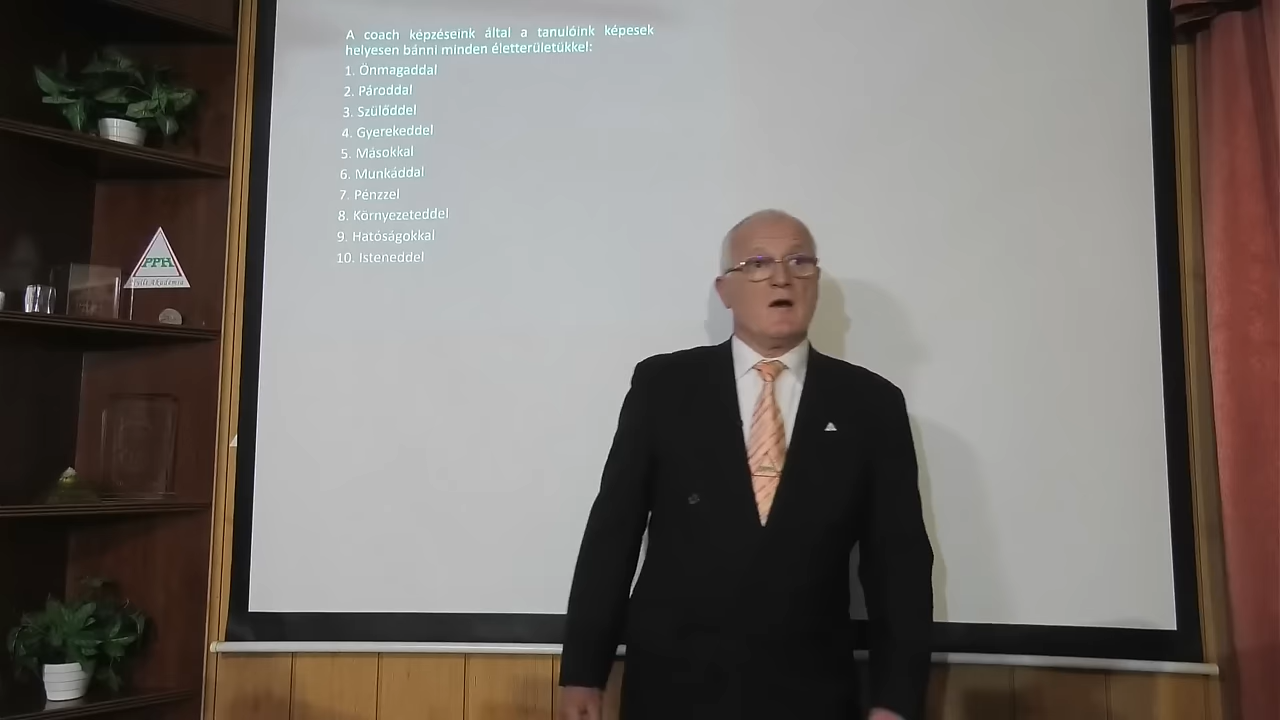 A coach képzéseink által a tanulóink képesek
helyesen bánni minden életterületükkel:
1. Önmagaddal
2. Pároddal
3. Szülőddel
4. Gyerekeddel
5. Másokkal
6. Munkáddal
7. Pénzzel
8. Környezeteddel
9. Hatóságokkal
10. Isteneddel
PPH